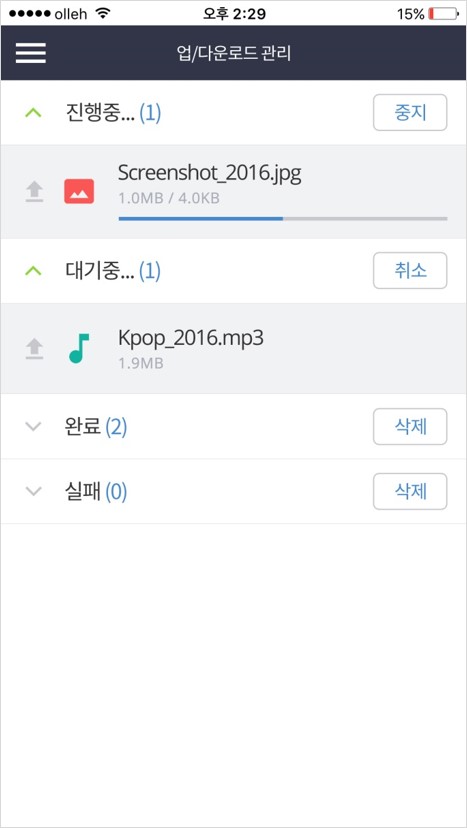 olleh 오후 2:29 15%
업/다운로드 관리
진행중... (1) 중지
Screenshot_2016.jpg
1.0MB / 4.0KB
대기중... (1) 취소
Kpop_2016.mp3
1.9MB
완료 (2) 삭제
실패 (0) 삭제